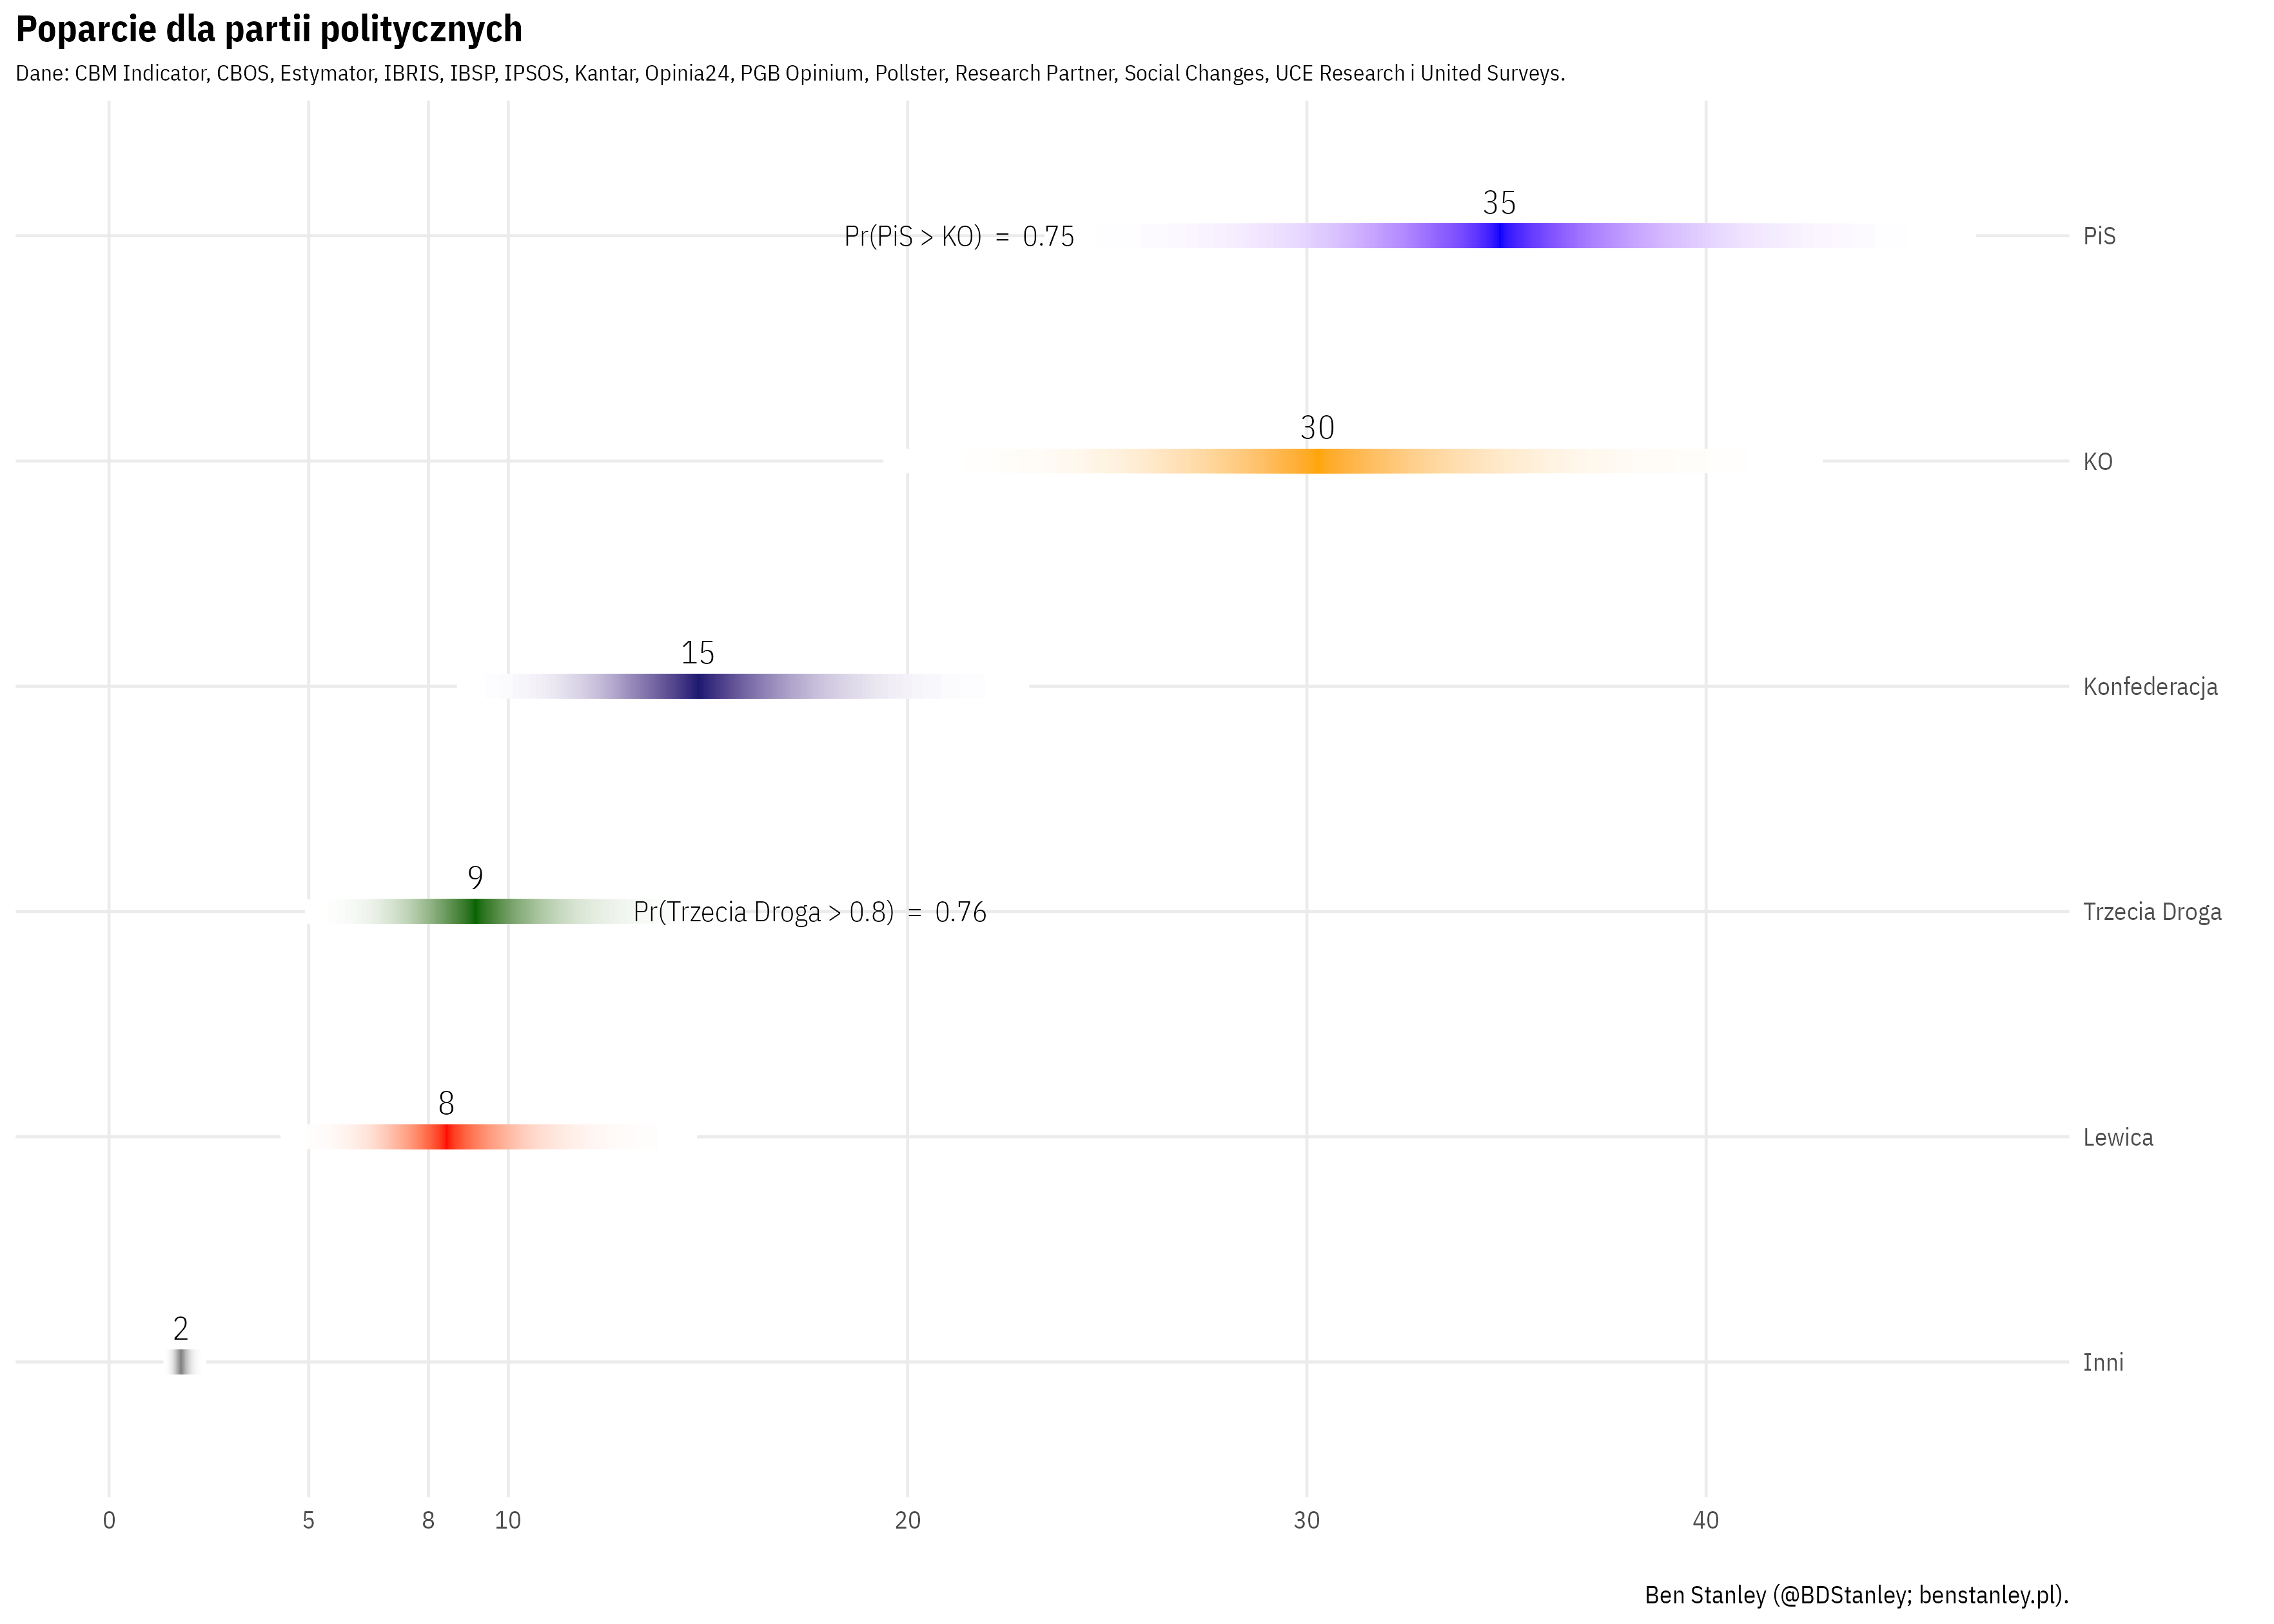 Poparcie dla partii politycznych
Dane: CBM Indicator, CBOS, Estymator, IBRIS, IBSP, IPSOS, Kantar, Opinia24, PGB Opinium, Pollster, Research Partner, Social Changes, UCE Research i United Surveys.
35
Pr(PiS > KO) = 0.75
PiS
30
KO
15
Konfederacja
9
Pr(Trzecia Droga > 0.8) = 0.76
Trzecia Droga
8
Lewica
2
Inni
0 5 8 10 20 30 40
Ben Stanley (@BDStanley; benstanley.pl).